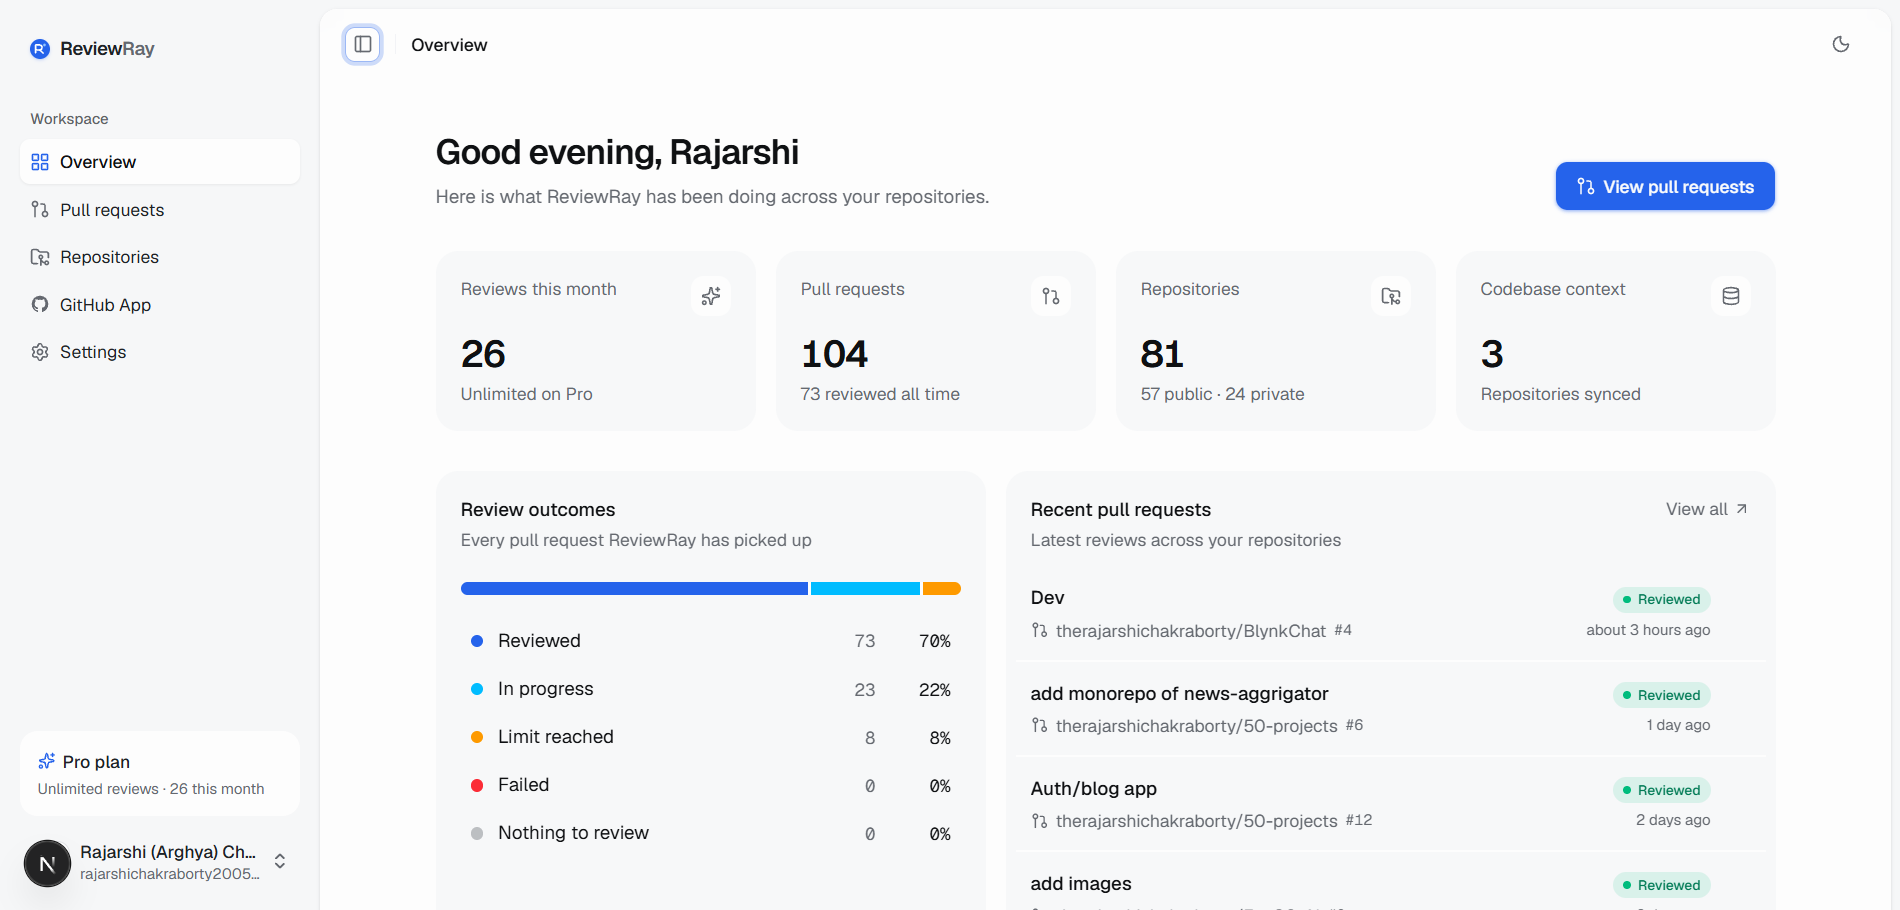 ReviewRay
Workspace
Overview
Pull requests
Repositories
GitHub App
Settings
Pro plan
Unlimited reviews · 26 this month
Rajarshi (Arghya) Ch...
rajarshichakraborty2005...
Overview
Good evening, Rajarshi
Here is what ReviewRay has been doing across your repositories.
View pull requests
Reviews this month
26
Unlimited on Pro
Pull requests
104
73 reviewed all time
Repositories
81
57 public · 24 private
Codebase context
3
Repositories synced
Review outcomes
Every pull request ReviewRay has picked up
Reviewed 73 70%
In progress 23 22%
Limit reached 8 8%
Failed 0 0%
Nothing to review 0 0%
Recent pull requests
View all
Latest reviews across your repositories
Dev
Reviewed
therajarshichakraborty/BlynkChat #4
about 3 hours ago
add monorepo of news-aggrigator
Reviewed
therajarshichakraborty/50-projects #6
1 day ago
Auth/blog app
Reviewed
therajarshichakraborty/50-projects #12
2 days ago
add images
Reviewed